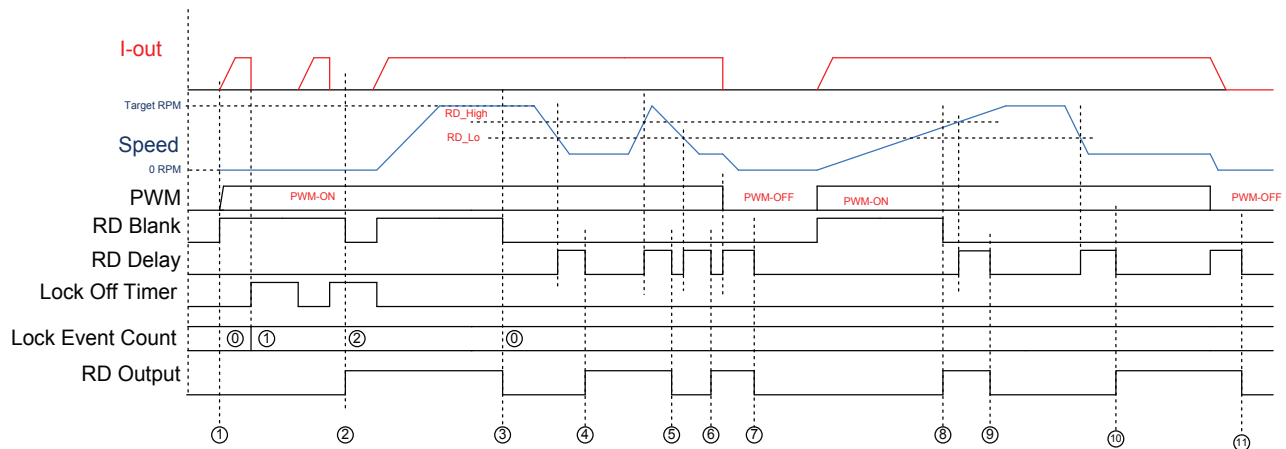 I-out
Target RPM
RD_High
RD_Lo
Speed
0 RPM
PWM
PWM-ON
PWM-OFF
PWM-ON
PWM-OFF
RD Blank
RD Delay
Lock Off Timer
Lock Event Count
⓪ ① ② ⓪
RD Output
① ② ③ ④ ⑤ ⑥ ⑦ ⑧ ⑨ ⑩ ⑪